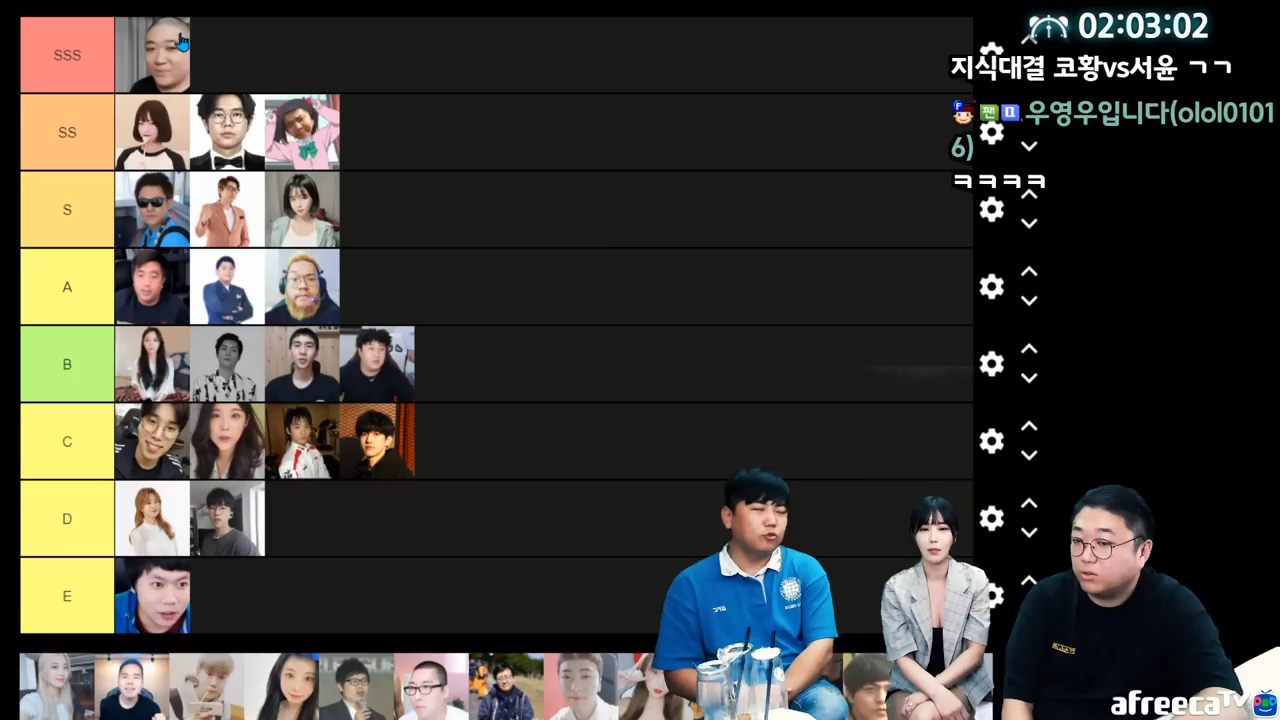 SSS
SS
S
A
B
C
D
E
02:03:02
지식대결 코황vs서윤 ㄱㄱ
F 팬 우영우입니다(olol0101
6)
ㅋㅋㅋㅋ
afreecaTV